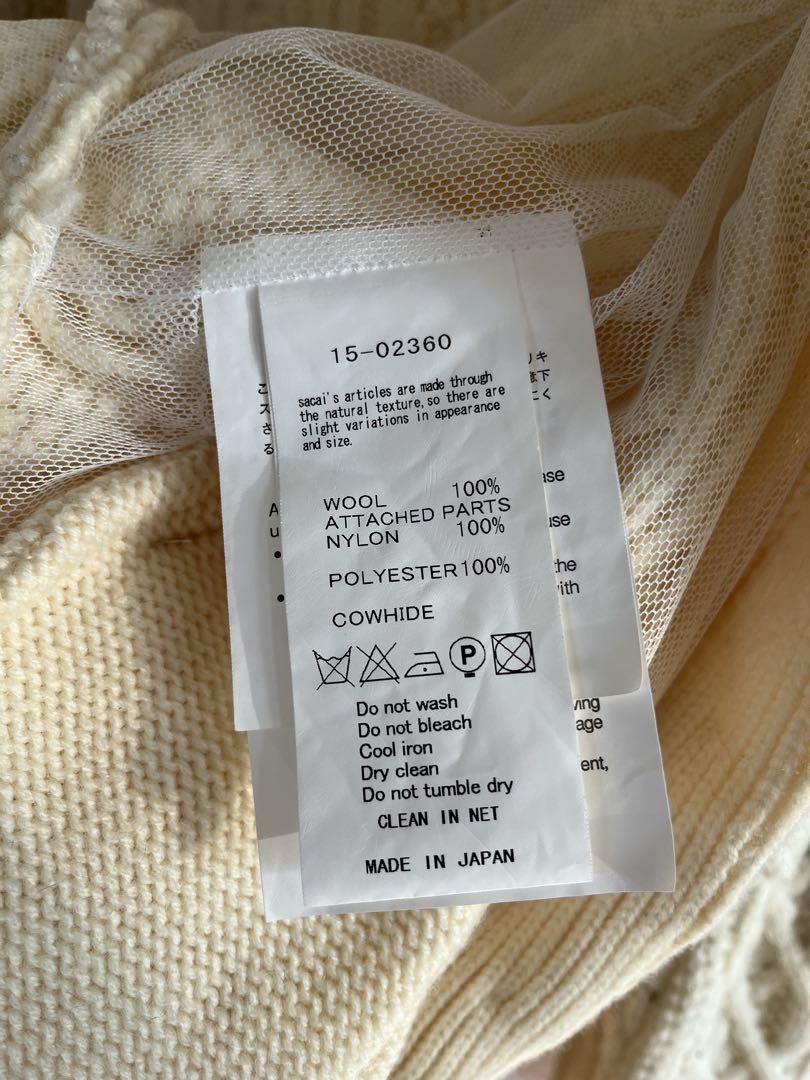 15-02360
sacai's articles are made through
the natural texture,so there are
slight variations in appearance
and size.
WOOL 100%
ATTACHED PARTS
NYLON 100%
POLYESTER100%
COWHIDE
P
Do not wash
Do not bleach
Cool iron
Dry clean
Do not tumble dry
CLEAN IN NET
MADE IN JAPAN
the